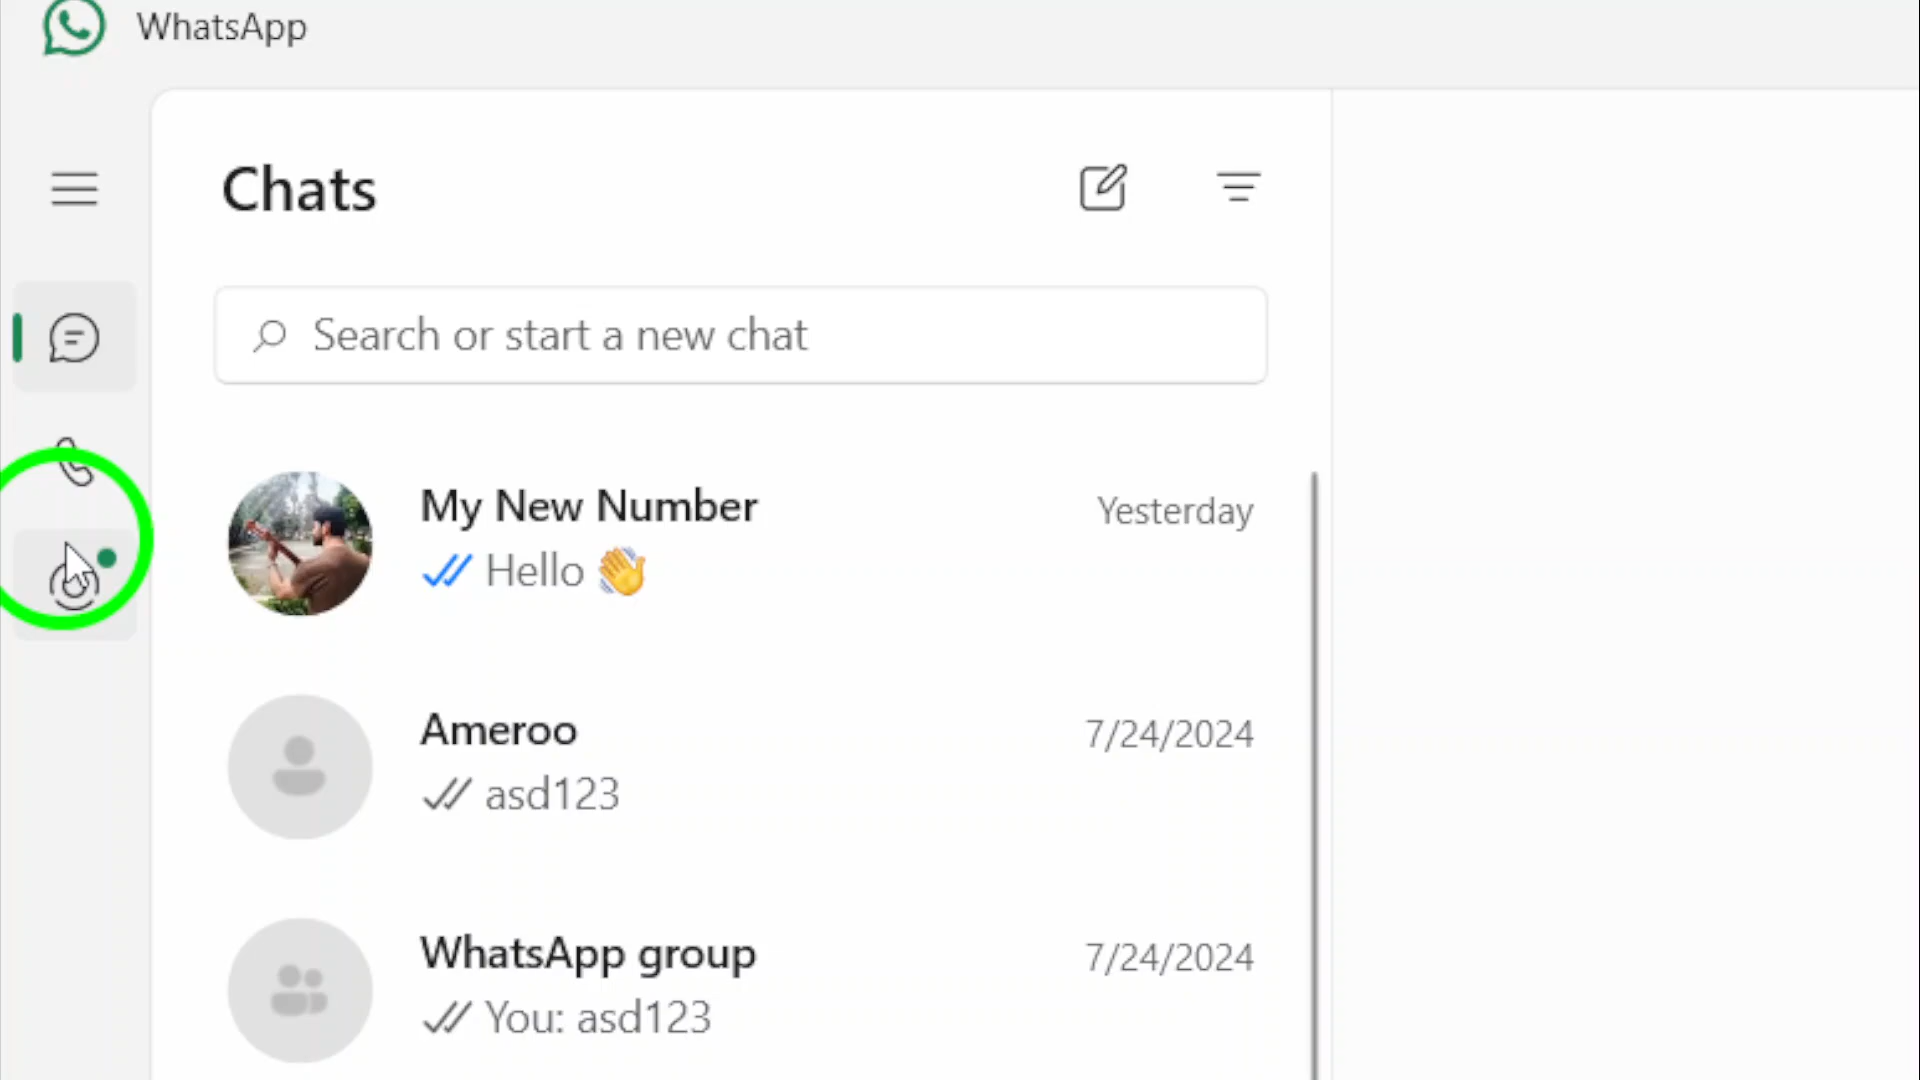 WhatsApp
Chats
Search or start a new chat
My New Number
Yesterday
Hello 👋
Ameroo
7/24/2024
asd123
WhatsApp group
7/24/2024
You: asd123